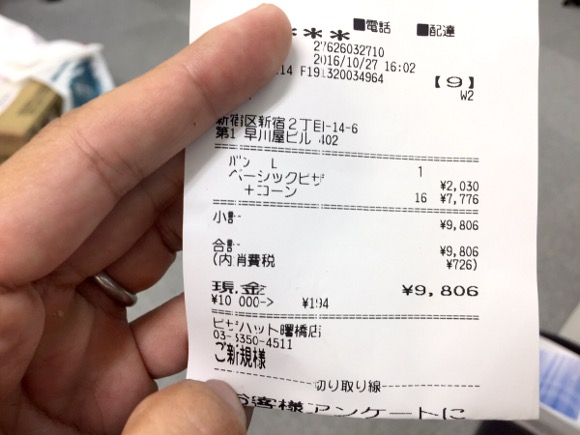 ***
■電話 ■配達
27626032710
2016/10/27 16:02
14 F191320034964 【9】
W2
新宿区新宿2丁目-14-6
第1 早川屋ビル 402
パン L 1
ベーシックピザ ¥2,030
+コーン 16 ¥7,776
小計 ¥9,806
合計 ¥9,806
(内消費税 ¥726)
現金 ¥9,806
¥10 000-> ¥194
ピザハット曙橋店
03-3350-4511
ご新規様
切り取り線
お客様アンケートに